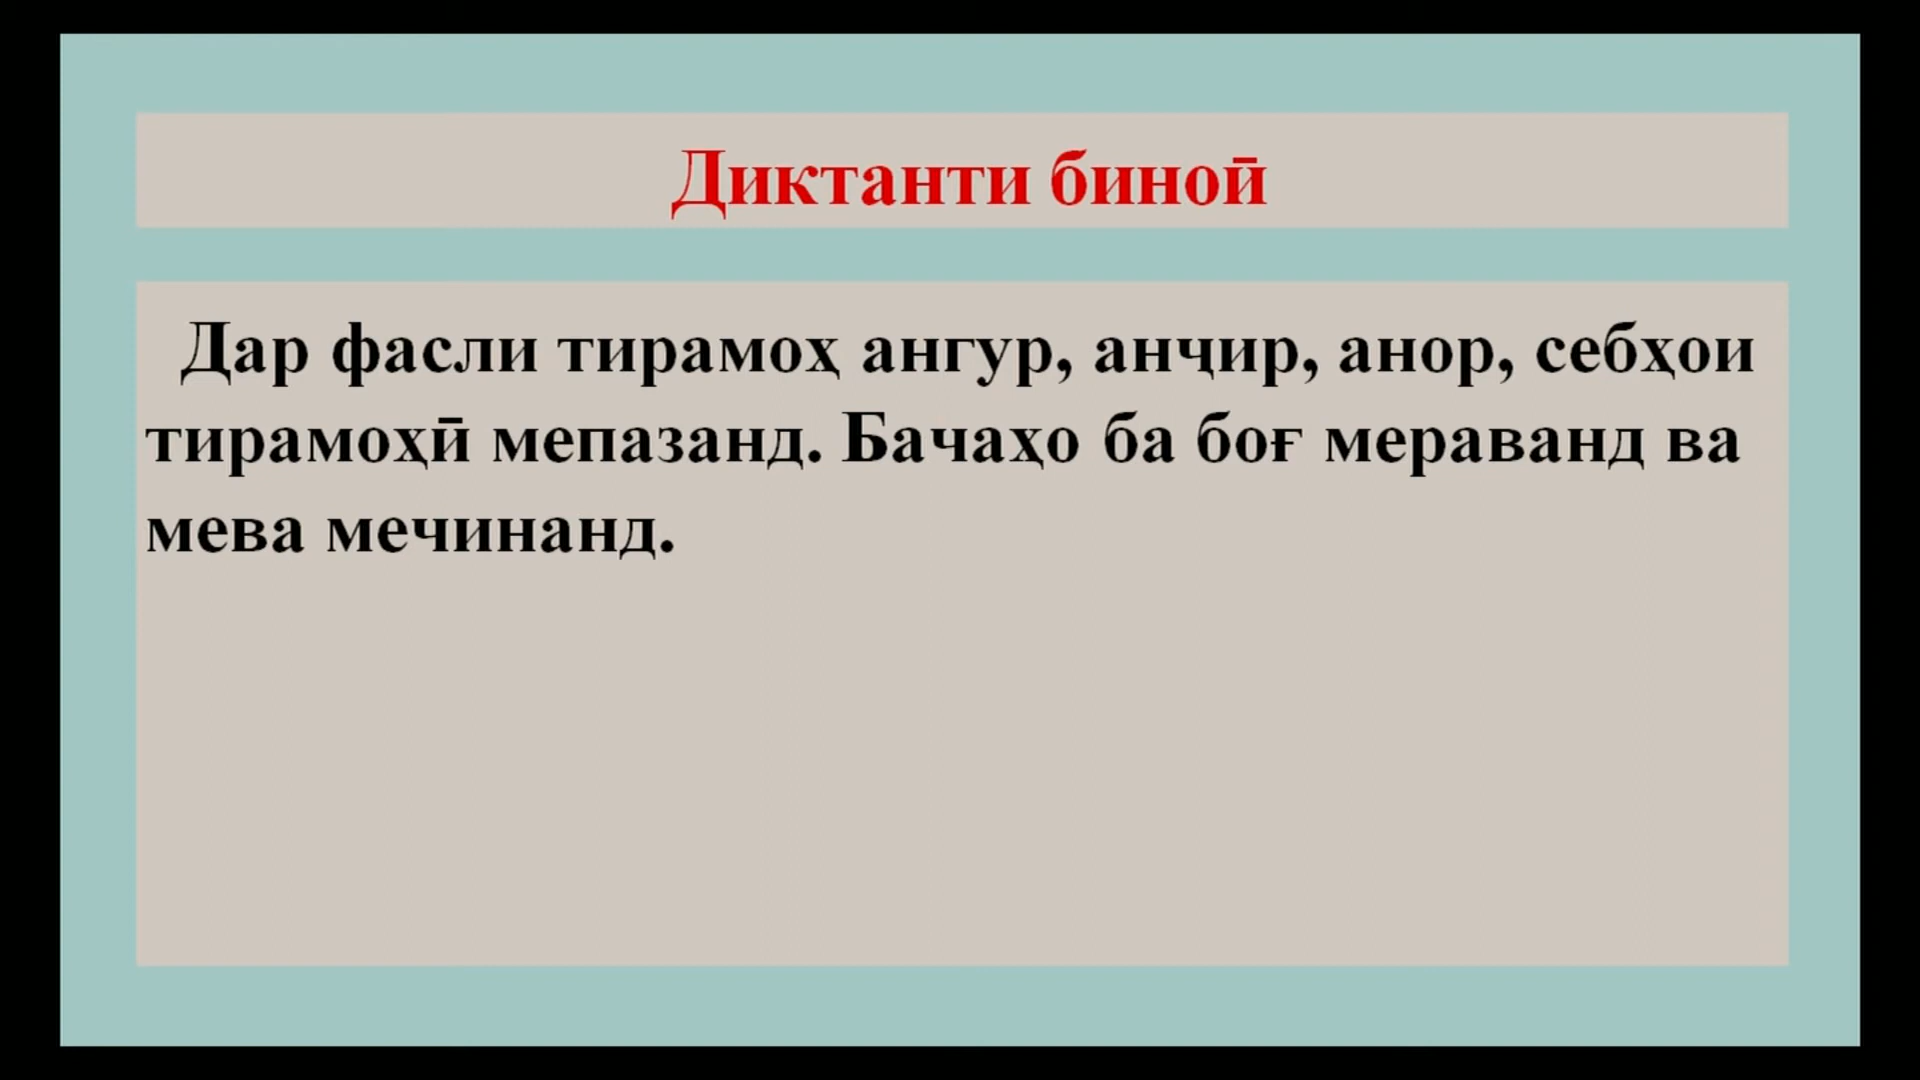 Диктанти биноӣ
Дар фасли тирамоҳ ангур, анҷир, анор, себҳои
тирамоҳӣ мепазанд. Бачаҳо ба боғ мераванд ва
мева мечинанд.